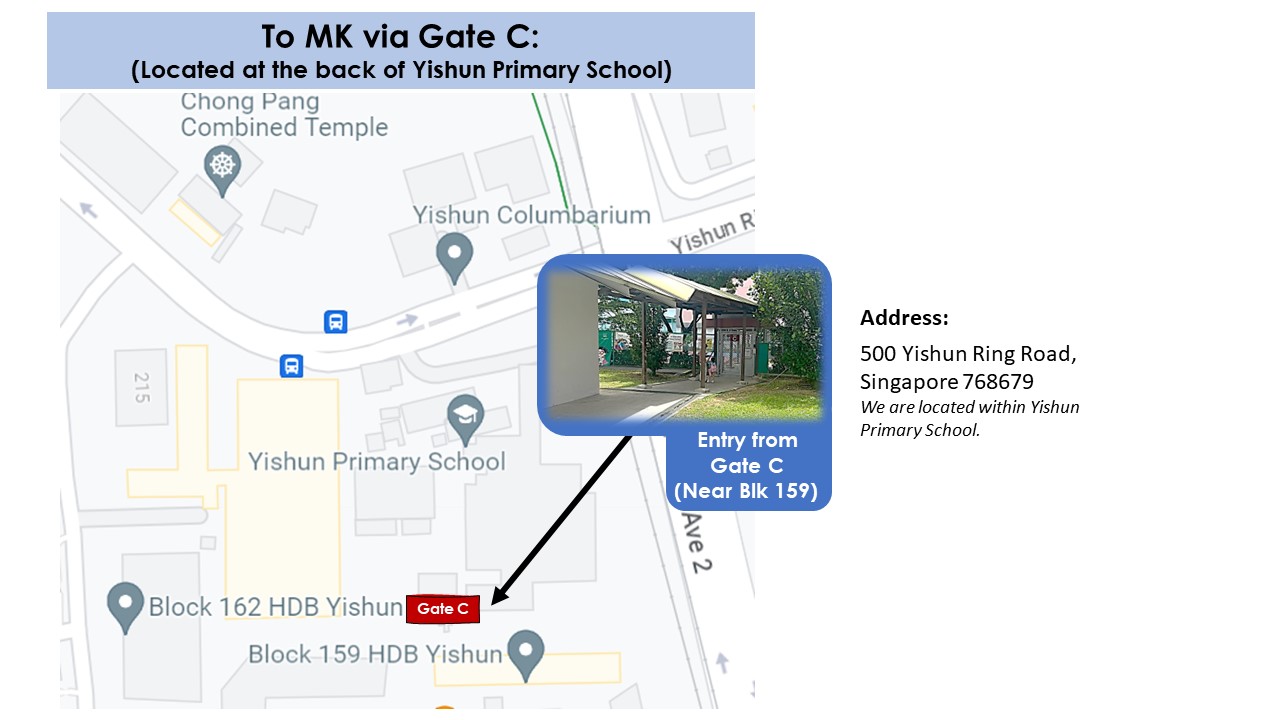 To MK via Gate C:
(Located at the back of Yishun Primary School)
Chong Pang
Combined Temple
Yishun Columbarium
Yishun R
215
Yishun Primary School
Entry from
Gate C
(Near Blk 159)
Ave 2
Block 162 HDB Yishun
Gate C
Block 159 HDB Yishun
Address:
500 Yishun Ring Road,
Singapore 768679
We are located within Yishun
Primary School.